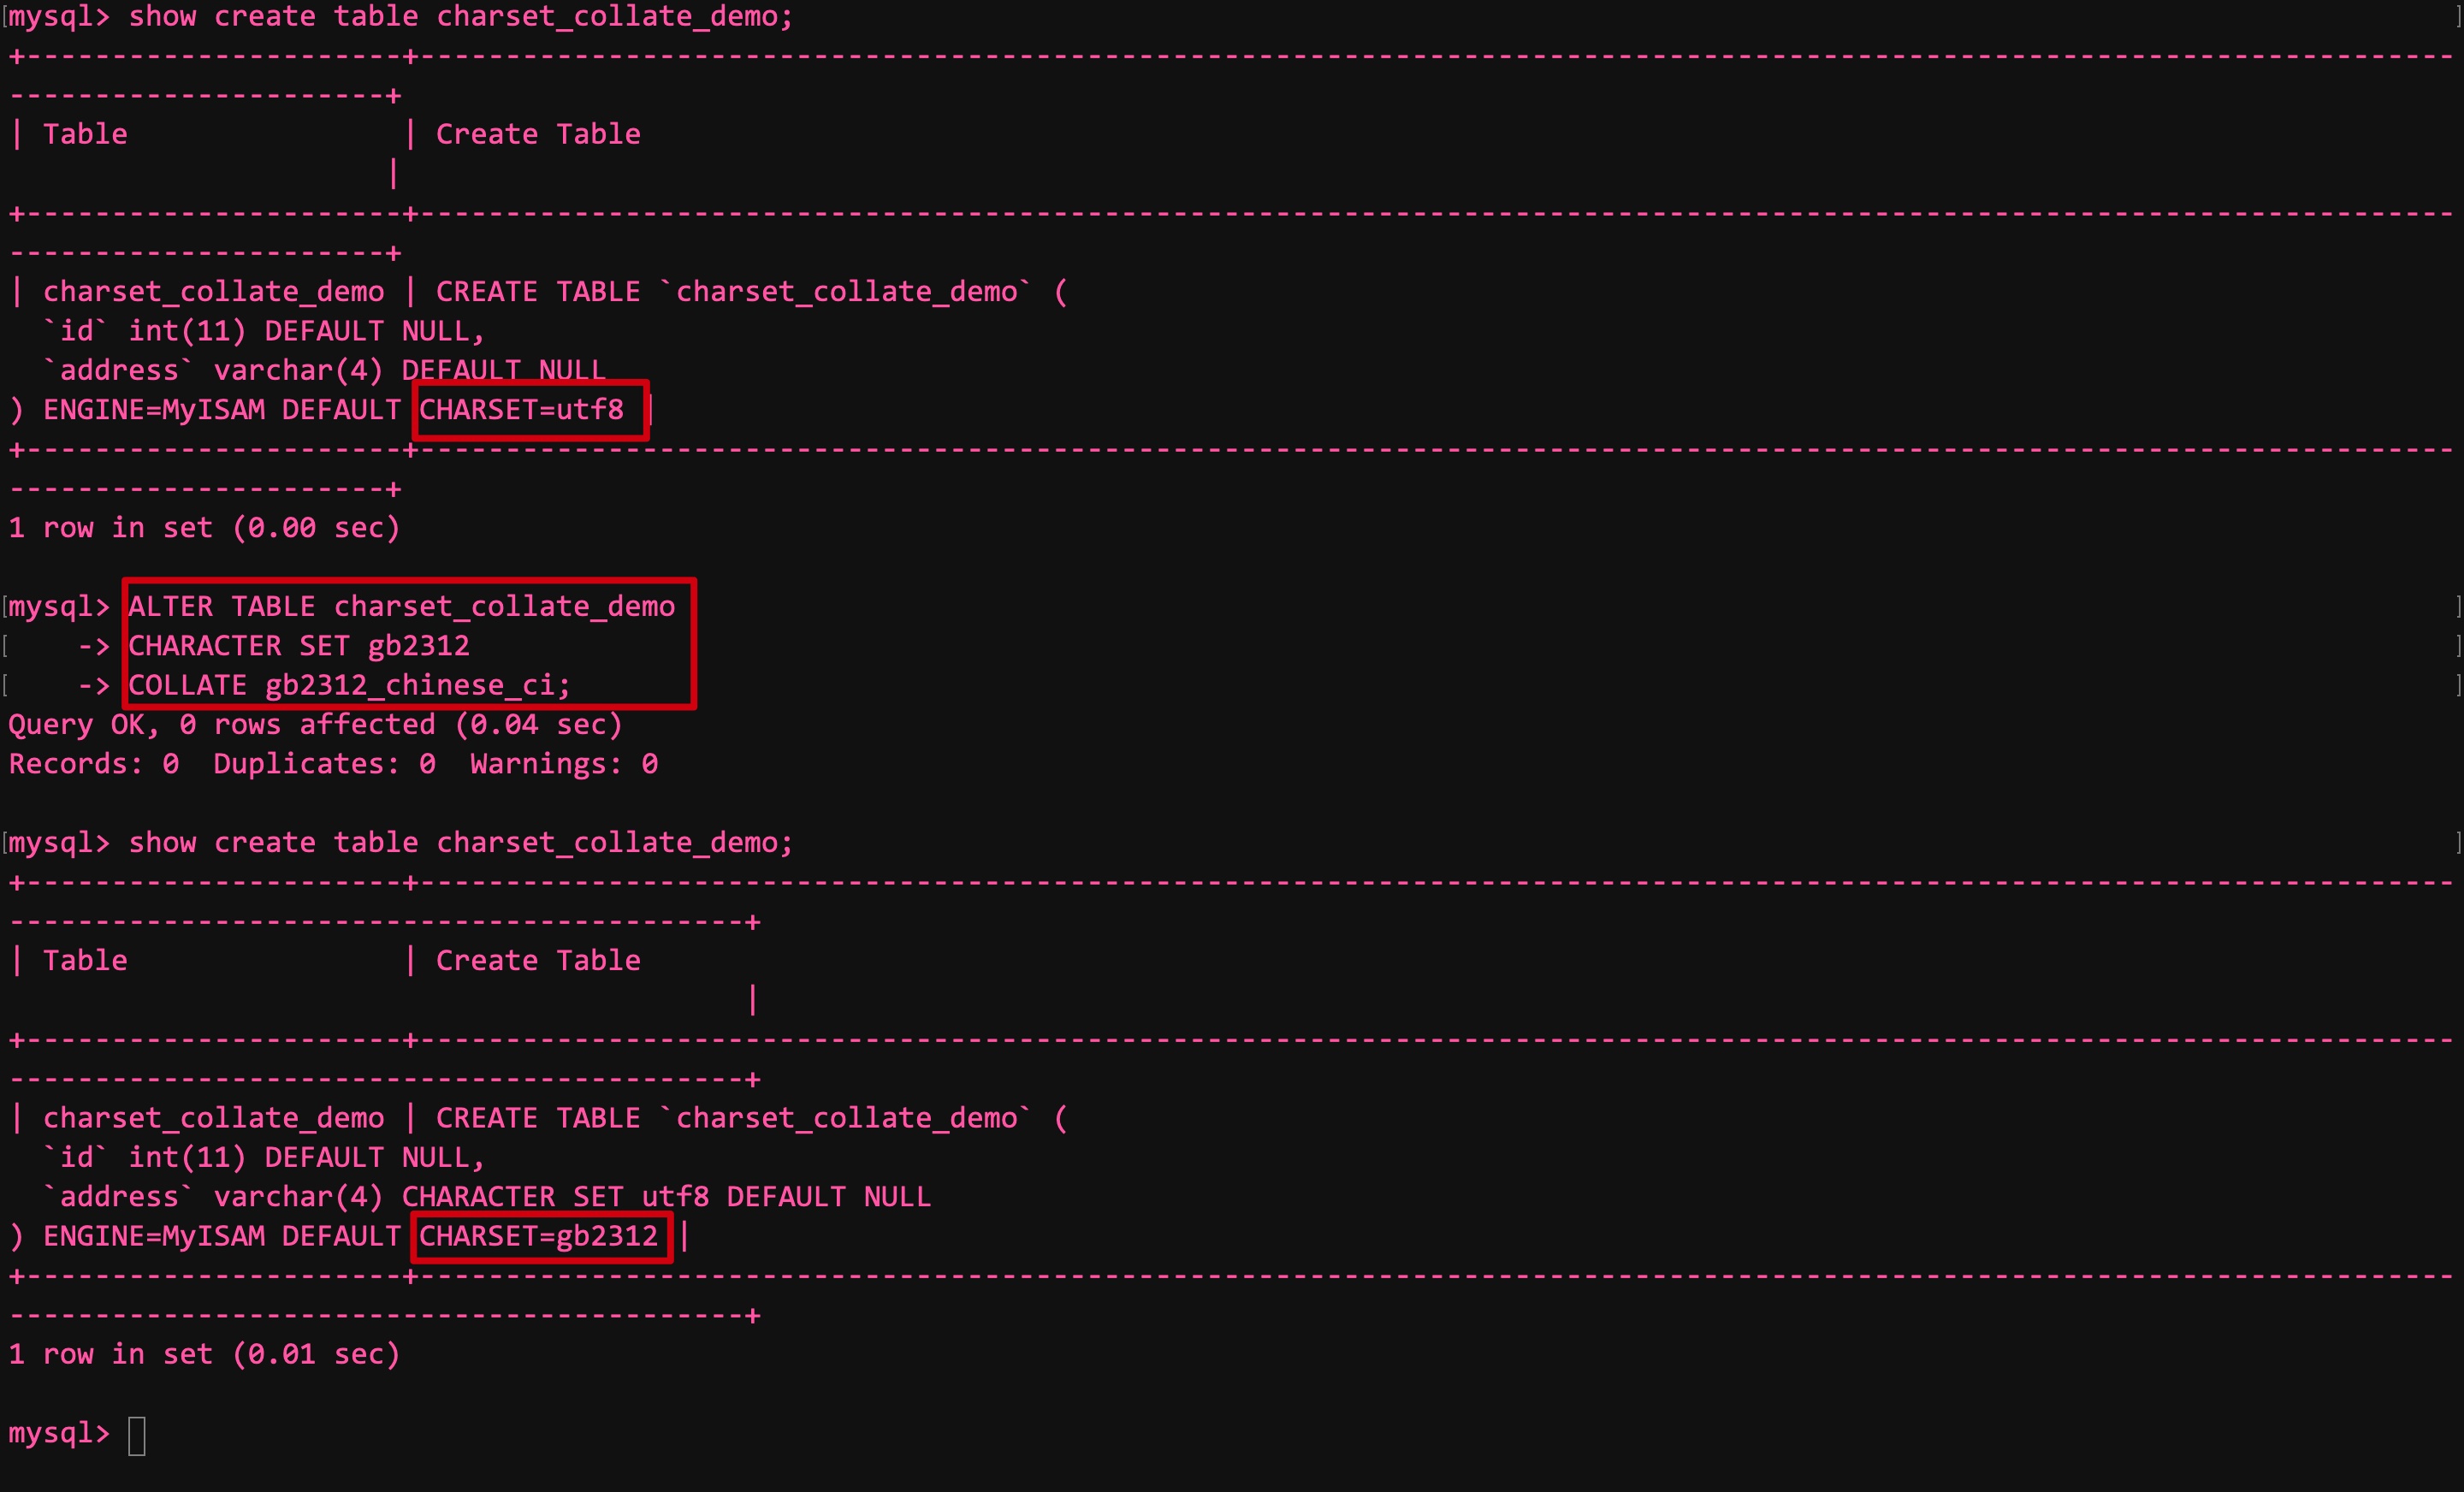 [mysql> show create table charset_collate_demo; ]
+-----------------------+-----------------------------------------------------------------------------------------------------------------------
----------------------+
| Table                | Create Table
                      |
+-----------------------+-----------------------------------------------------------------------------------------------------------------------
----------------------+
| charset_collate_demo | CREATE TABLE `charset_collate_demo` (
  `id` int(11) DEFAULT NULL,
  `address` varchar(4) DEFAULT NULL
) ENGINE=MyISAM DEFAULT CHARSET=utf8 |
+-----------------------+-----------------------------------------------------------------------------------------------------------------------
----------------------+
1 row in set (0.00 sec)
[mysql> ALTER TABLE charset_collate_demo ]
[    -> CHARACTER SET gb2312 ]
[    -> COLLATE gb2312_chinese_ci; ]
Query OK, 0 rows affected (0.04 sec)
Records: 0  Duplicates: 0  Warnings: 0
[mysql> show create table charset_collate_demo; ]
+-----------------------+-----------------------------------------------------------------------------------------------------------------------
-------------------------------------------+
| Table                | Create Table
                                           |
+-----------------------+-----------------------------------------------------------------------------------------------------------------------
-------------------------------------------+
| charset_collate_demo | CREATE TABLE `charset_collate_demo` (
  `id` int(11) DEFAULT NULL,
  `address` varchar(4) CHARACTER SET utf8 DEFAULT NULL
) ENGINE=MyISAM DEFAULT CHARSET=gb2312 |
+-----------------------+-----------------------------------------------------------------------------------------------------------------------
-------------------------------------------+
1 row in set (0.01 sec)
mysql>